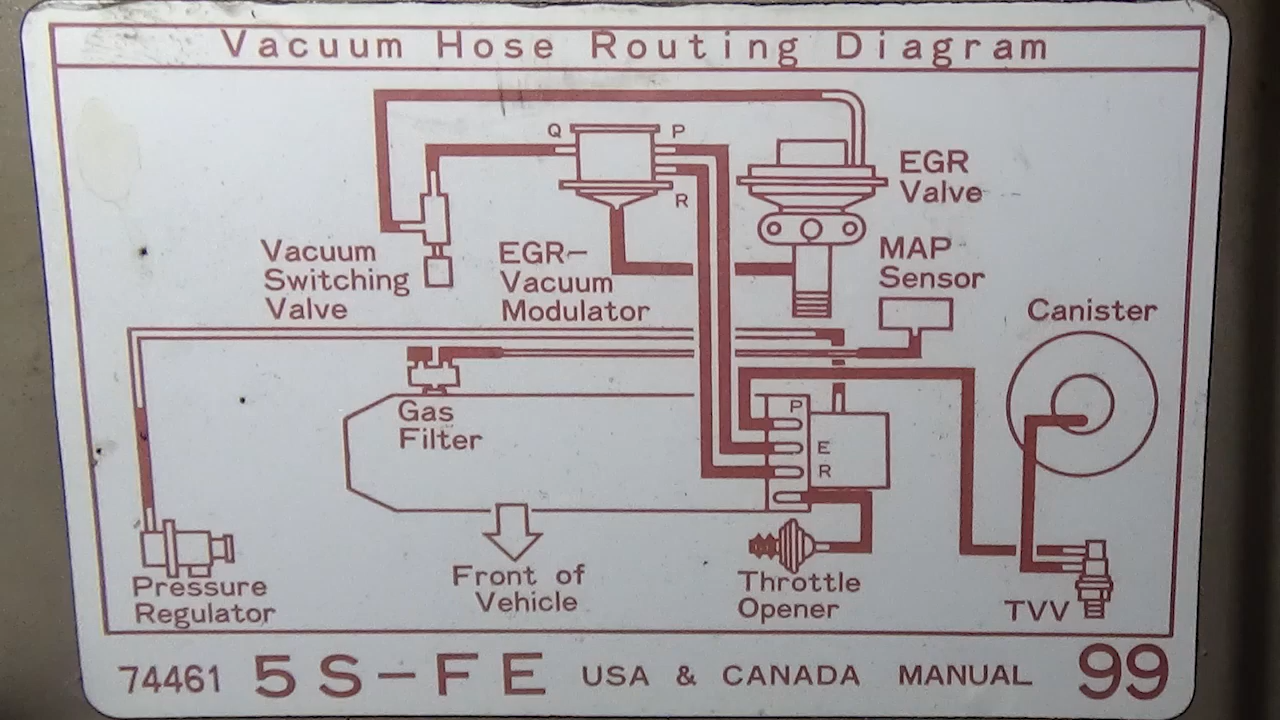 Vacuum Hose Routing Diagram
Q
P
R
EGR
Valve
Vacuum
Switching
Valve
EGR-
Vacuum
Modulator
MAP
Sensor
Canister
Gas
Filter
P
E
R
Pressure
Regulator
Front of
Vehicle
Throttle
Opener
TVV
74461 5S-FE USA & CANADA MANUAL 99